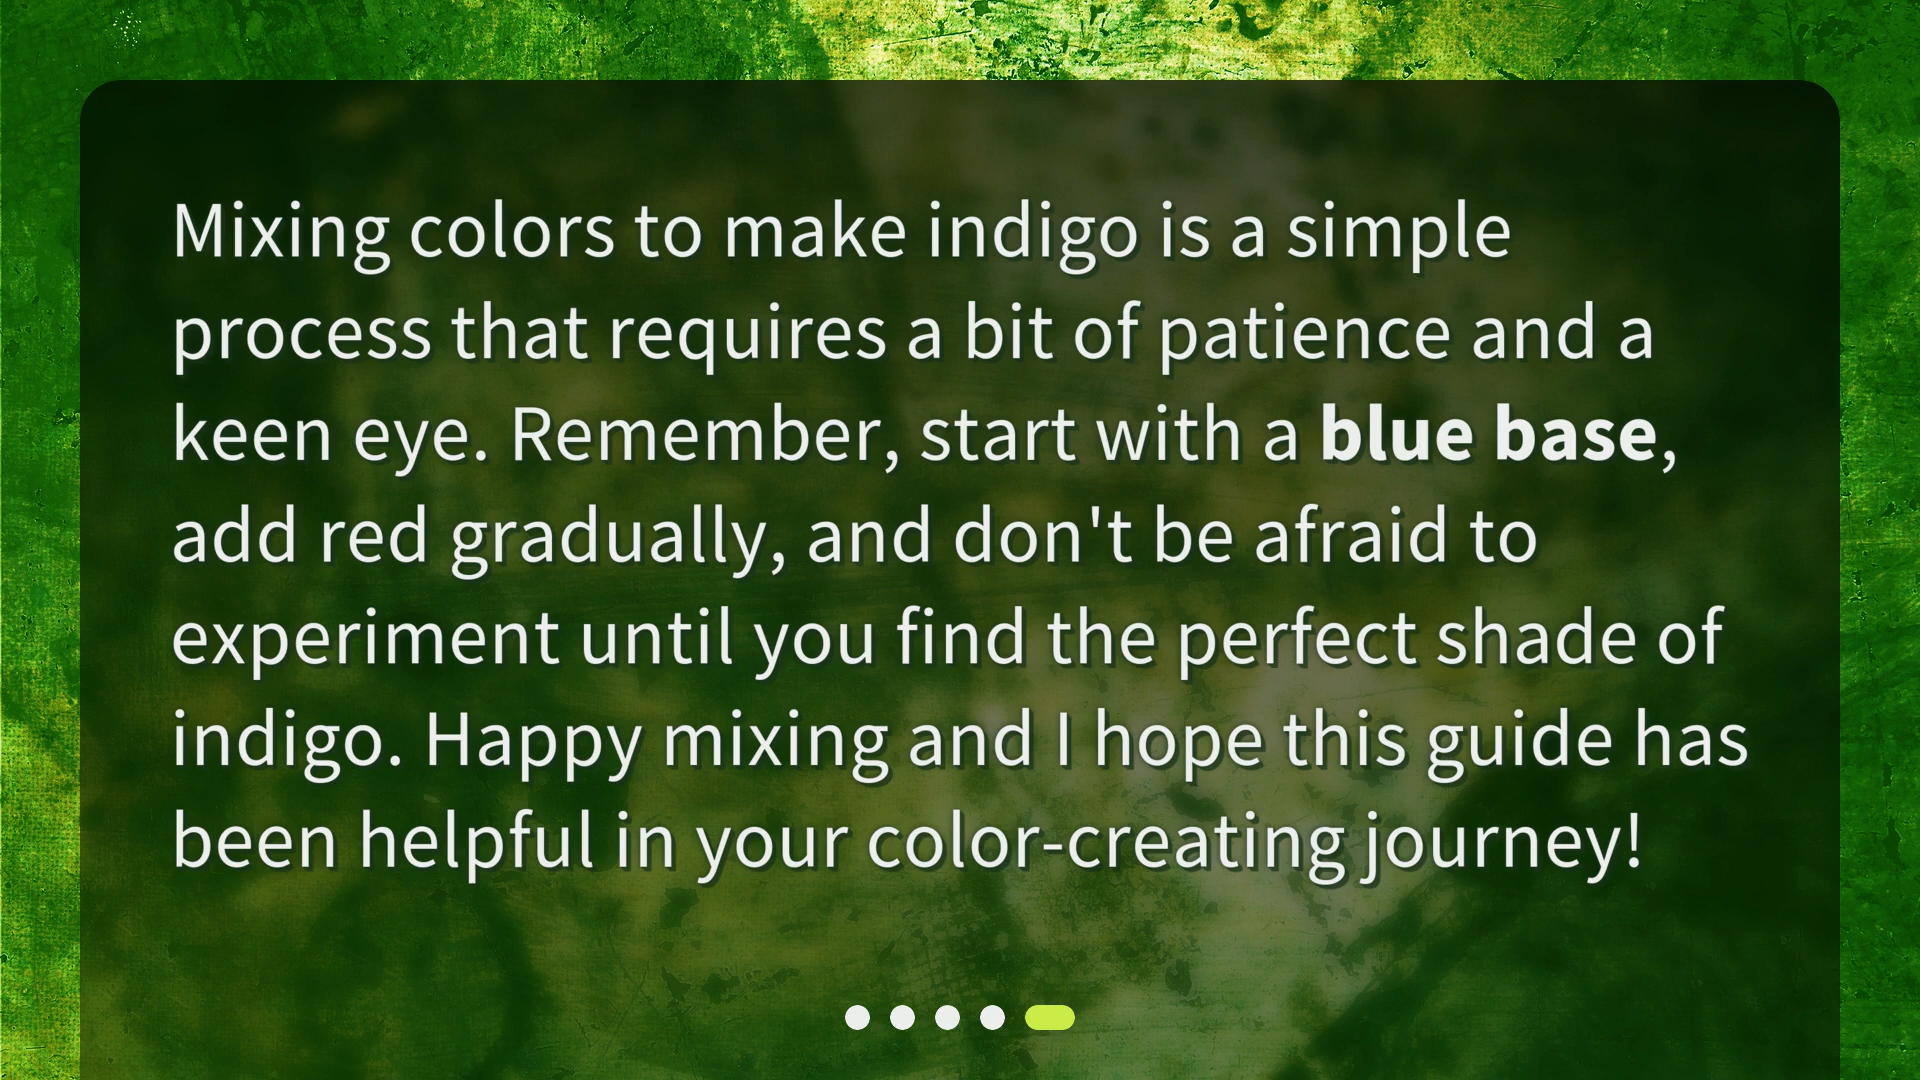 Mixing colors to make indigo is a simple
process that requires a bit of patience and a
keen eye. Remember, start with a blue base,
add red gradually, and don't be afraid to
experiment until you find the perfect shade of
indigo. Happy mixing and I hope this guide has
been helpful in your color-creating journey!